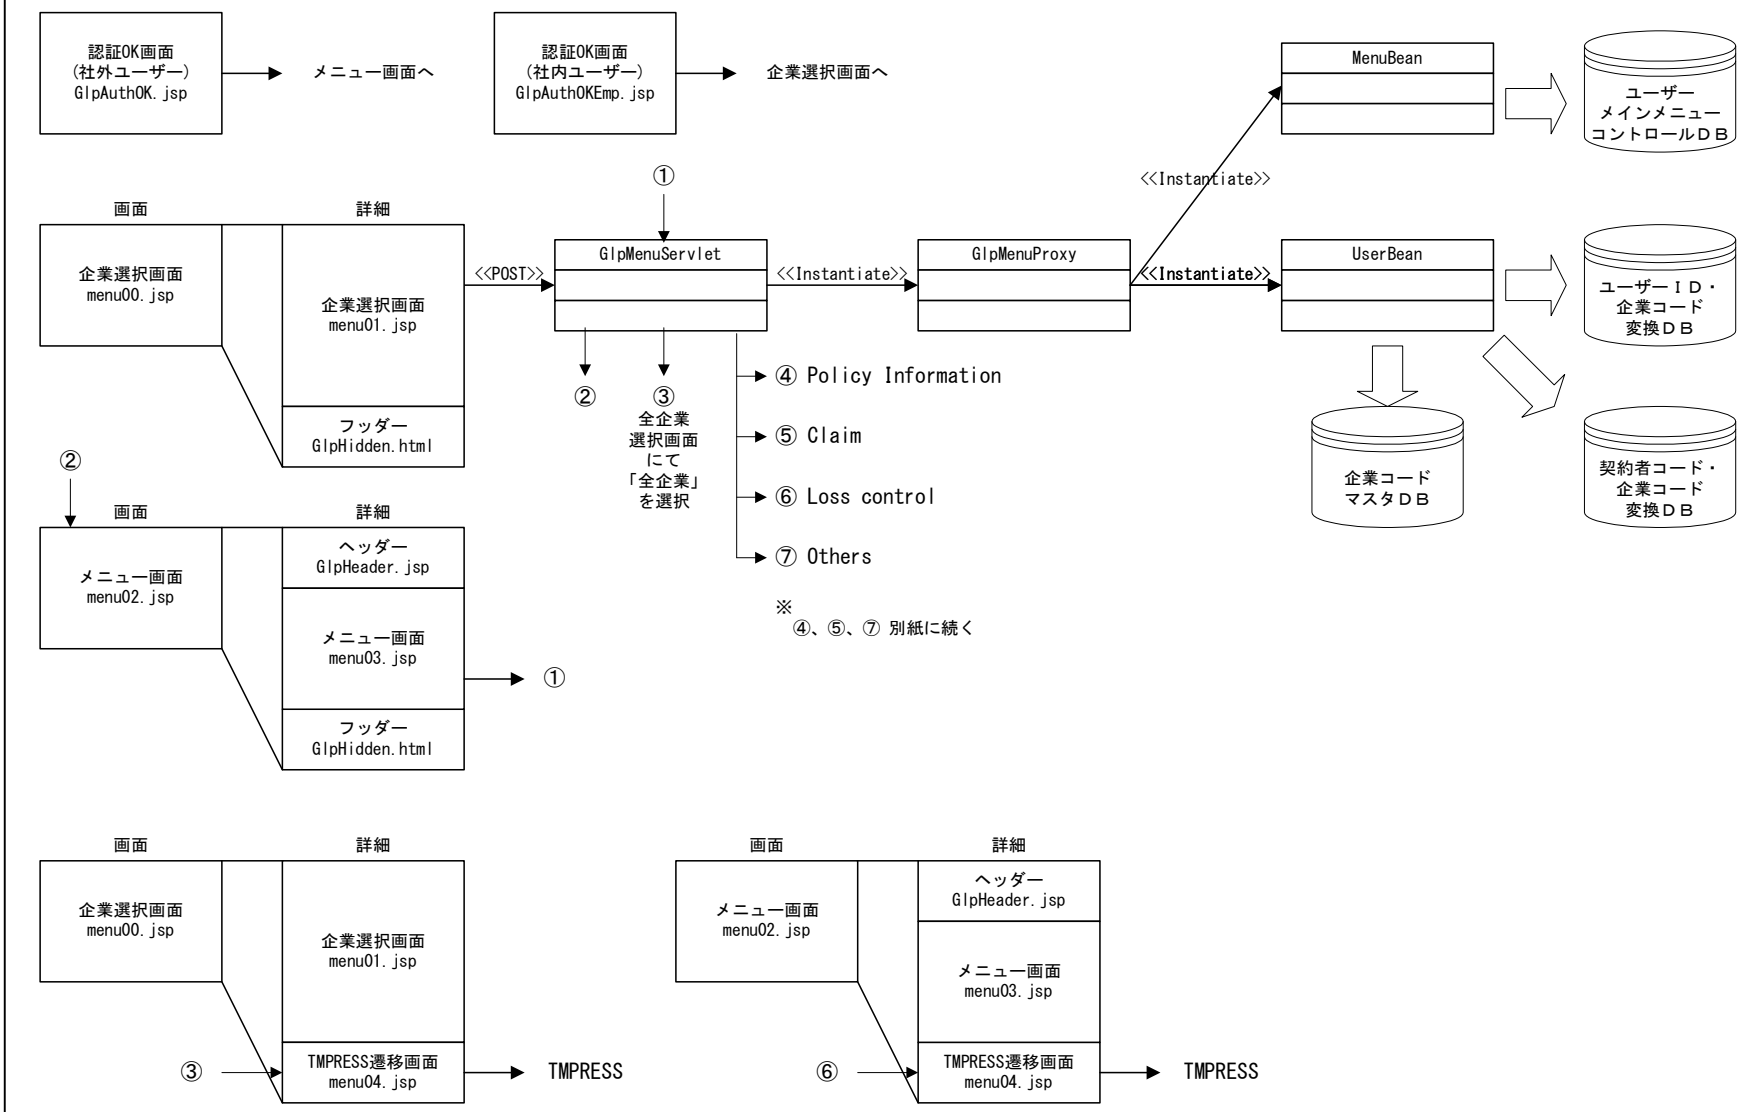 認証OK画面
(社外ユーザー)
GlpAuthOK.jsp
メニュー画面へ
認証OK画面
(社内ユーザー)
GlpAuthOKEmp.jsp
企業選択画面へ
MenuBean
ユーザー
メインメニュー
コントロールＤＢ
①
<<Instantiate>>
画面
詳細
企業選択画面
menu00.jsp
企業選択画面
menu01.jsp
フッダー
GlpHidden.html
<<POST>>
GlpMenuServlet
<<Instantiate>>
GlpMenuProxy
<<Instantiate>>
UserBean
ユーザーＩＤ・
企業コード
変換ＤＢ
②
③
全企業
選択画面
にて
「全企業」
を選択
④ Policy Information
⑤ Claim
⑥ Loss control
⑦ Others
※
④、⑤、⑦ 別紙に続く
企業コード
マスタＤＢ
契約者コード・
企業コード
変換ＤＢ
②
画面
詳細
メニュー画面
menu02.jsp
ヘッダー
GlpHeader.jsp
メニュー画面
menu03.jsp
フッダー
GlpHidden.html
①
画面
詳細
企業選択画面
menu00.jsp
企業選択画面
menu01.jsp
③
TMPRESS遷移画面
menu04.jsp
TMPRESS
画面
詳細
メニュー画面
menu02.jsp
ヘッダー
GlpHeader.jsp
メニュー画面
menu03.jsp
⑥
TMPRESS遷移画面
menu04.jsp
TMPRESS